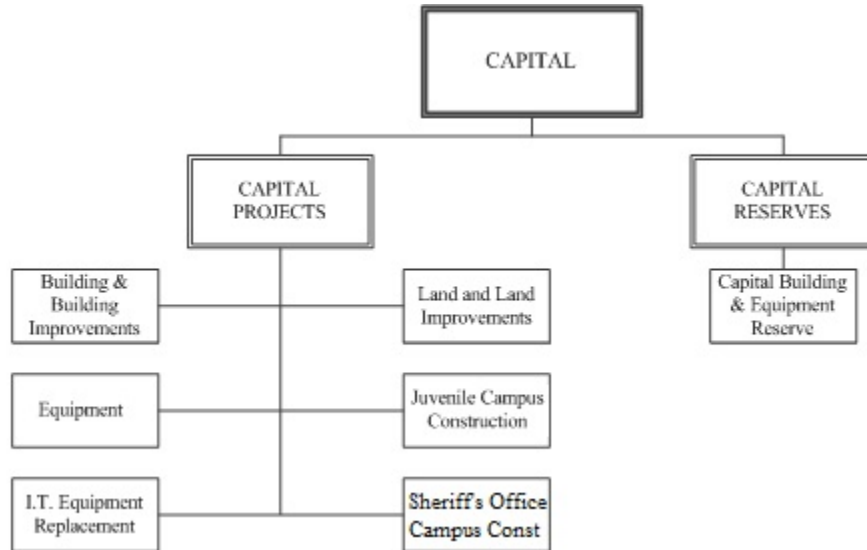 CAPITAL
CAPITAL
PROJECTS
CAPITAL
RESERVES
Building &
Building
Improvements
Land and Land
Improvements
Capital Building
& Equipment
Reserve
Equipment
Juvenile Campus
Construction
I.T. Equipment
Replacement
Sheriff's Office
Campus Const